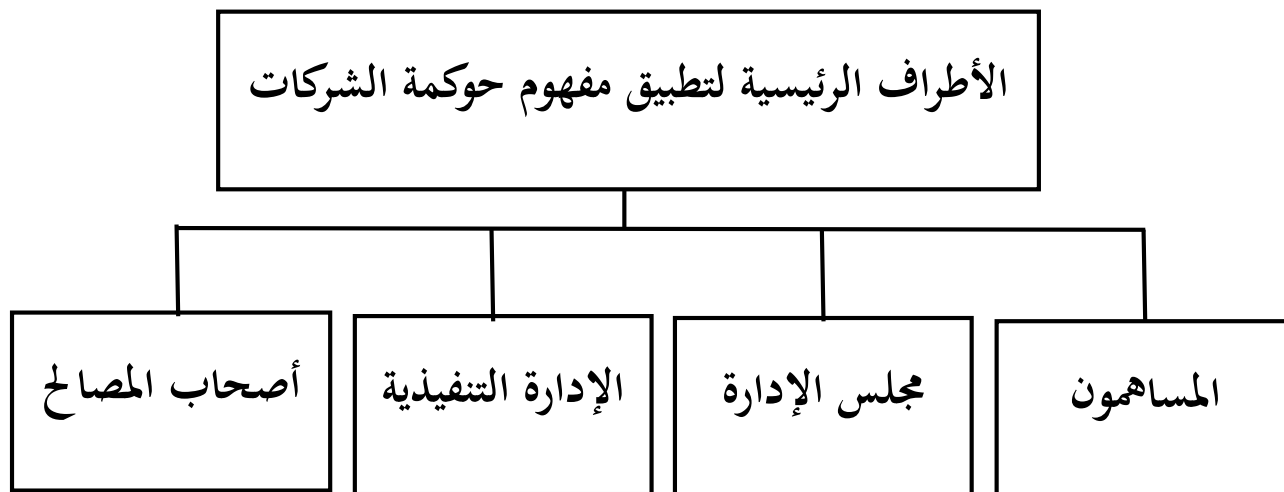 الأطراف الرئيسية لتطبيق مفهوم حوكمة الشركات
المساهمون
مجلس الإدارة
الإدارة التنفيذية
أصحاب المصالح